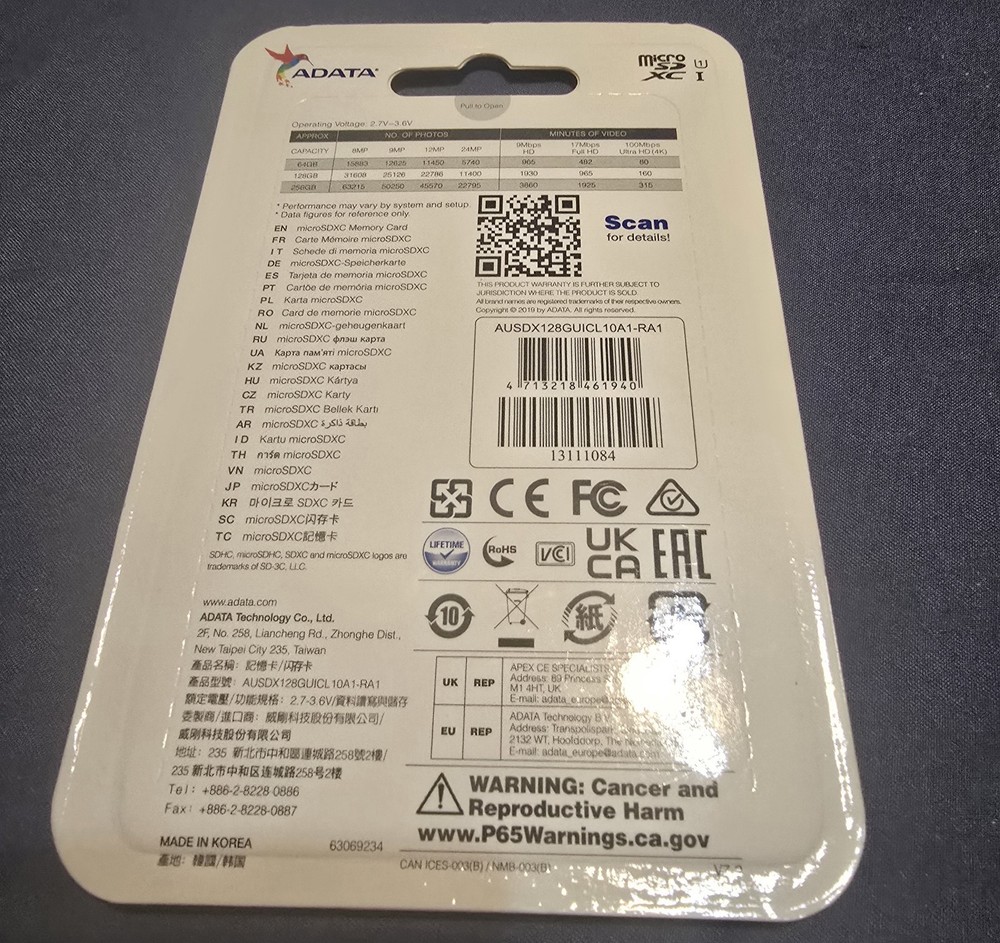 ADATA®
micro SD XC U1 I
Pull to Open
Operating Voltage: 2.7V~3.6V
APPROX NO. OF PHOTOS MINUTES OF VIDEO
CAPACITY 8MP 9MP 12MP 24MP 9Mbps HD 17Mbps Full HD 100Mbps Ultra HD (4K)
64GB 15883 12625 11450 5740 965 482 80
128GB 31608 25126 22786 11400 1930 965 160
256GB 63215 50250 45570 22795 3860 1925 315
* Performance may vary by system and setup.
* Data figures for reference only.
EN microSDXC Memory Card
FR Carte Mémoire microSDXC
IT Schede di memoria microSDXC
DE microSDXC-Speicherkarte
ES Tarjeta de memoria microSDXC
PT Cartõe de memória microSDXC
PL Karta microSDXC
RO Card de memorie microSDXC
NL microSDXC-geheugenkaart
RU microSDXC флэш карта
UA Карта пам'яті microSDXC
KZ microSDXC картасы
HU microSDXC Kártya
CZ microSDXC Karty
TR microSDXC Bellek Kartı
AR microSDXC بطاقة ذاكرة
ID Kartu microSDXC
TH การ์ด microSDXC
VN microSDXC
JP microSDXCカード
KR 마이크로 SDXC 카드
SC microSDXC闪存卡
TC microSDXC記憶卡
SDHC, microSDHC, SDXC and microSDXC logos are
trademarks of SD-3C, LLC.
Scan
for details!
THIS PRODUCT WARRANTY IS FURTHER SUBJECT TO
JURISDICTION WHERE THE PRODUCT IS SOLD
All brand names are registered trademarks of their respective owners.
Copyright © 2019 by ADATA. All rights reserved.
AUSDX128GUICL10A1-RA1
4 713218 461940
13111084
CE FC
LIFETIME
WARRANTY
RoHS
VCI
UK
CA
EAC
10
紙
www.adata.com
ADATA Technology Co., Ltd.
2F, No. 258, Liancheng Rd., Zhonghe Dist.,
New Taipei City 235, Taiwan
產品名稱: 記憶卡/闪存卡
產品型號: AUSDX128GUICL10A1-RA1
額定電壓/功能規格: 2.7-3.6V/資料讀寫與儲存
委製商/進口商: 威剛科技股份有限公司/
威刚科技股份有限公司
地址: 235 新北市中和區連城路258號2樓/
235 新北市中和区连城路258号2楼
Tel: +886-2-8228-0886
Fax: +886-2-8228-0887
MADE IN KOREA
產地: 韓國/韩国
63069234
UK REP
APEX CE SPECIALISTS
Address: 89 Princess
M1 4HT, UK
E-mail: adata_europe@
EU REP
ADATA Technology B.V.
Address:
2132 WT, Hoofddorp, The
E-mail: adata_europe@adata.com
WARNING: Cancer and
Reproductive Harm
www.P65Warnings.ca.gov
CAN ICES-003(B) / NMB-003(B)